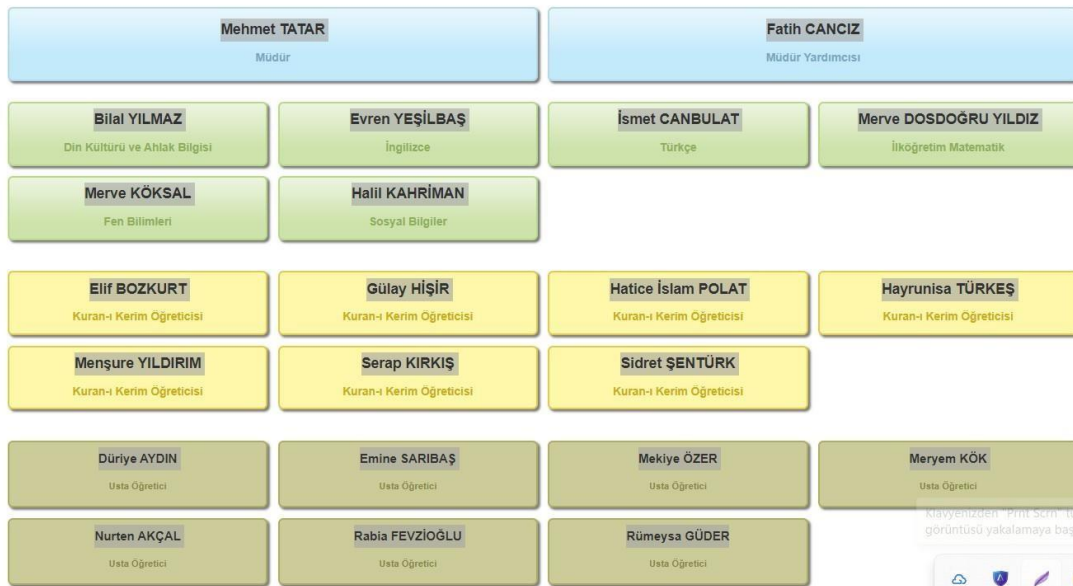 Mehmet TATAR
Müdür
Fatih CANCIZ
Müdür Yardımcısı
Bilal YILMAZ
Din Kültürü ve Ahlak Bilgisi
Evren YEŞİLBAŞ
İngilizce
İsmet CANBULAT
Türkçe
Merve DOSDOĞRU YILDIZ
İlköğretim Matematik
Merve KÖKSAL
Fen Bilimleri
Halil KAHRİMAN
Sosyal Bilgiler
Elif BOZKURT
Kuran-ı Kerim Öğreticisi
Gülay HİŞİR
Kuran-ı Kerim Öğreticisi
Hatice İslam POLAT
Kuran-ı Kerim Öğreticisi
Hayrunisa TÜRKEŞ
Kuran-ı Kerim Öğreticisi
Menşure YILDIRIM
Kuran-ı Kerim Öğreticisi
Serap KIRKIŞ
Kuran-ı Kerim Öğreticisi
Sidret ŞENTÜRK
Kuran-ı Kerim Öğreticisi
Düriye AYDIN
Usta Öğretici
Emine SARIBAŞ
Usta Öğretici
Mekiye ÖZER
Usta Öğretici
Meryem KÖK
Usta Öğretici
Nurten AKÇAL
Usta Öğretici
Rabia FEVZİOĞLU
Usta Öğretici
Rümeysa GÜDER
Usta Öğretici
Klavyenizden "Prnt Scrn"
görüntüsü yakalamaya